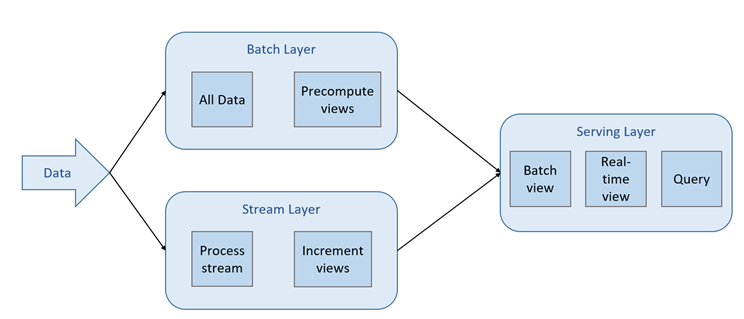 Data
Batch Layer
All Data
Precompute
views
Stream Layer
Process
stream
Increment
views
Serving Layer
Batch
view
Real-
time
view
Query